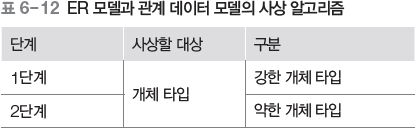 표 6-12 ER 모델과 관계 데이터 모델의 사상 알고리즘
단계 사상할 대상 구분
1단계 개체 타입 강한 개체 타입
2단계 약한 개체 타입